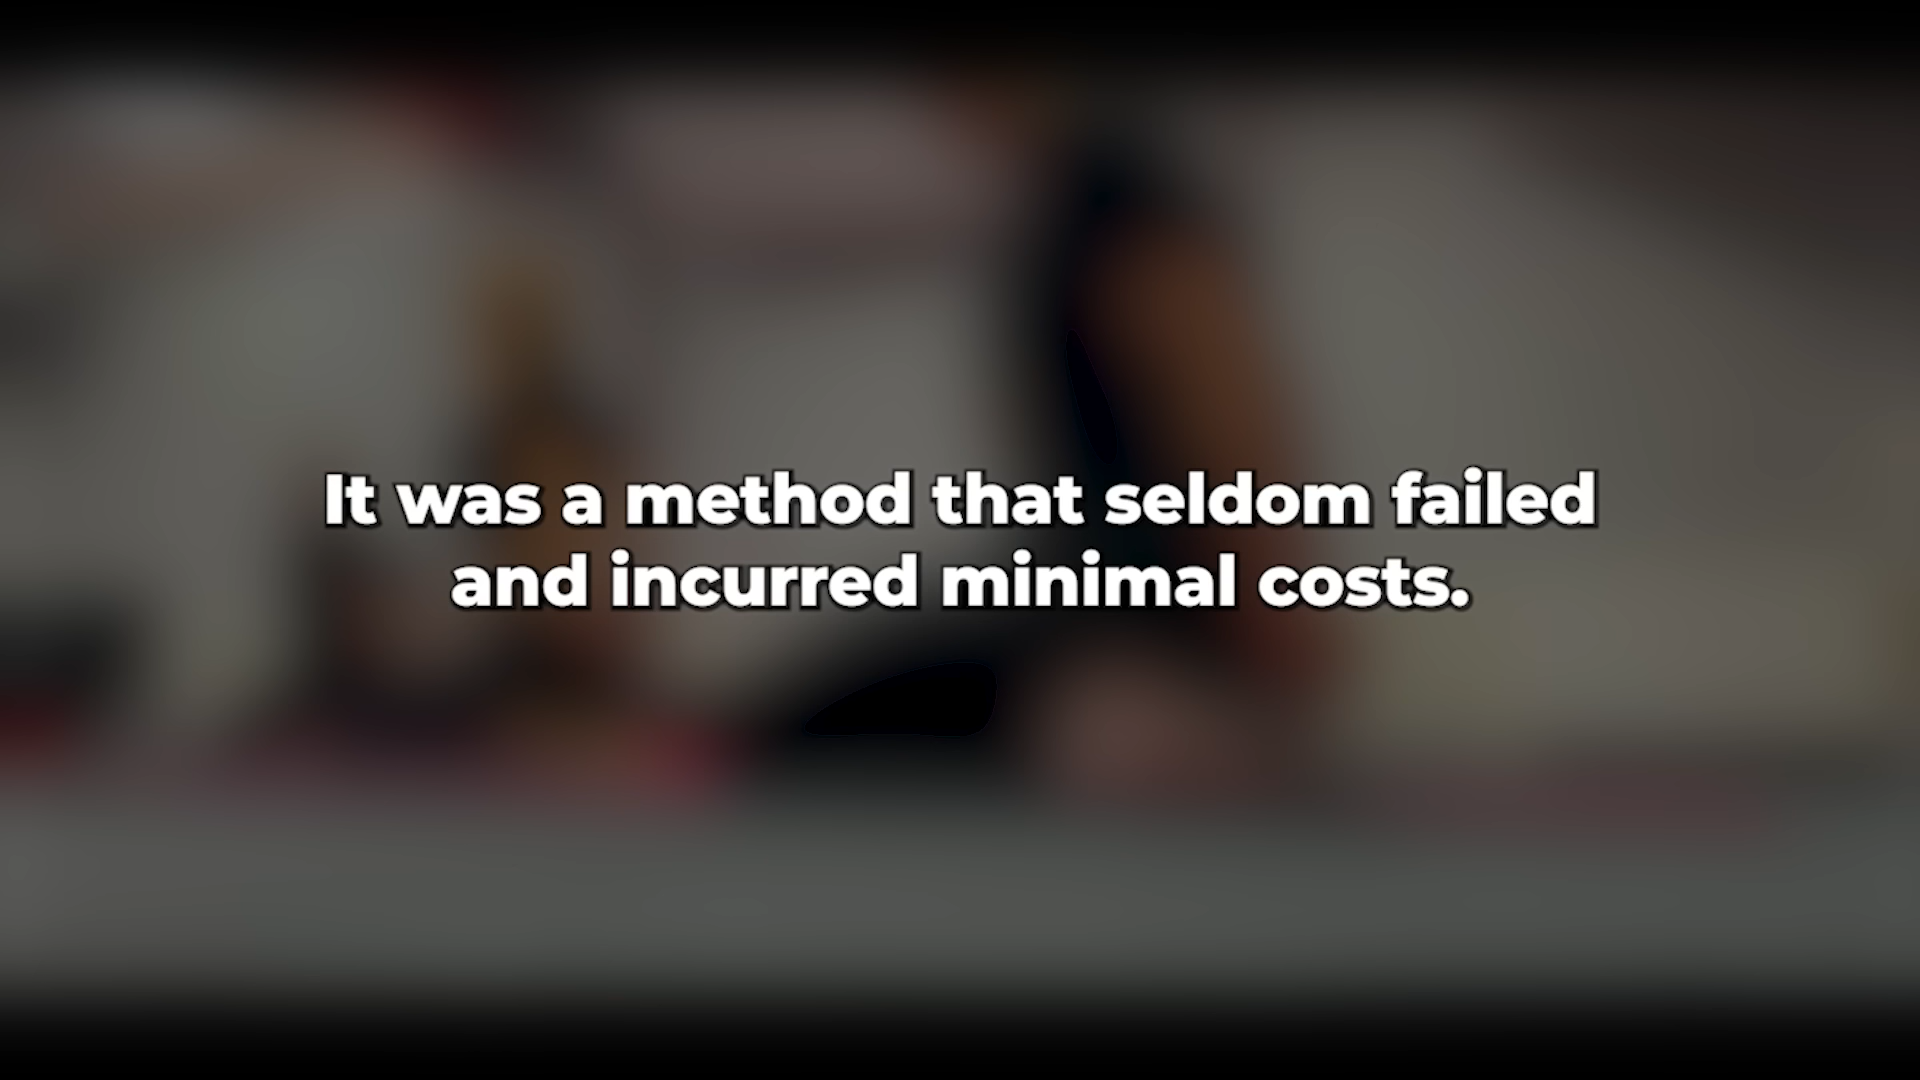 It was a method that seldom failed
and incurred minimal costs.